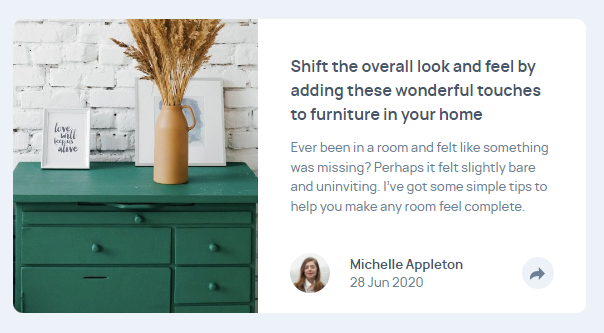 love
will
keep us
alive
Shift the overall look and feel by
adding these wonderful touches
to furniture in your home
Ever been in a room and felt like something
was missing? Perhaps it felt slightly bare
and uninviting. I've got some simple tips to
help you make any room feel complete.
Michelle Appleton
28 Jun 2020